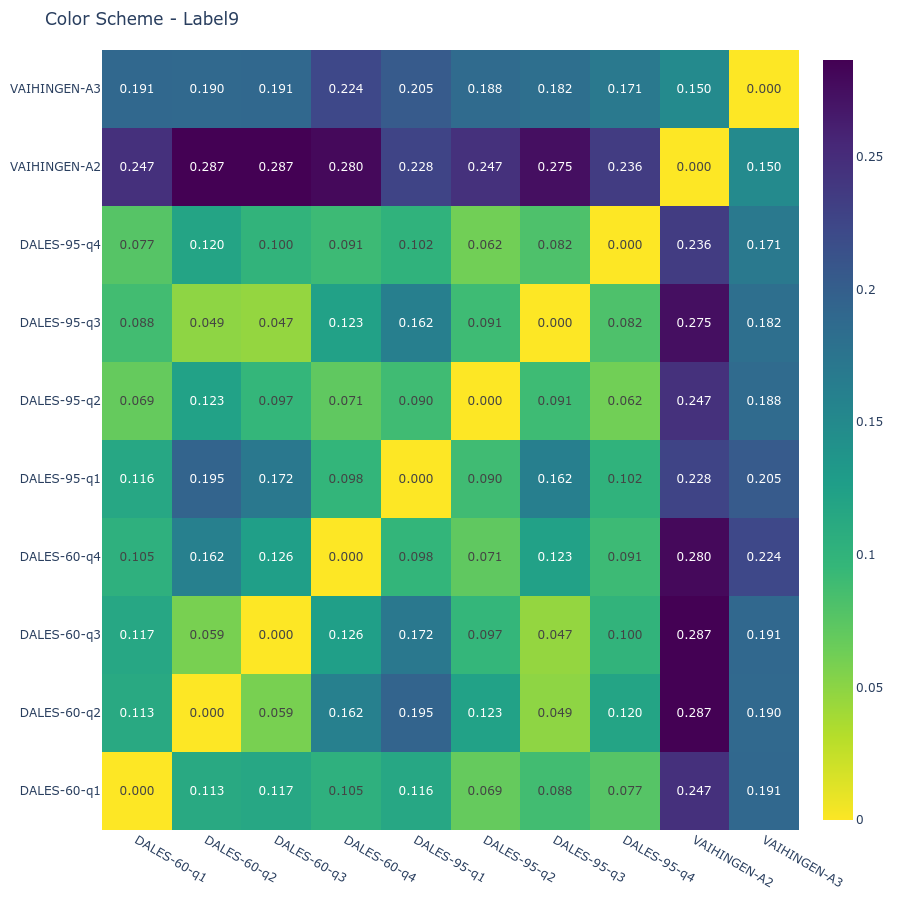 Color Scheme - Label9
VAIHINGEN-A3 0.191 0.190 0.191 0.224 0.205 0.188 0.182 0.171 0.150 0.000
VAIHINGEN-A2 0.247 0.287 0.287 0.280 0.228 0.247 0.275 0.236 0.000 0.150
DALES-95-q4 0.077 0.120 0.100 0.091 0.102 0.062 0.082 0.000 0.236 0.171
DALES-95-q3 0.088 0.049 0.047 0.123 0.162 0.091 0.000 0.082 0.275 0.182
DALES-95-q2 0.069 0.123 0.097 0.071 0.090 0.000 0.091 0.062 0.247 0.188
DALES-95-q1 0.116 0.195 0.172 0.098 0.000 0.090 0.162 0.102 0.228 0.205
DALES-60-q4 0.105 0.162 0.126 0.000 0.098 0.071 0.123 0.091 0.280 0.224
DALES-60-q3 0.117 0.059 0.000 0.126 0.172 0.097 0.047 0.100 0.287 0.191
DALES-60-q2 0.113 0.000 0.059 0.162 0.195 0.123 0.049 0.120 0.287 0.190
DALES-60-q1 0.000 0.113 0.117 0.105 0.116 0.069 0.088 0.077 0.247 0.191
DALES-60-q1 DALES-60-q2 DALES-60-q3 DALES-60-q4 DALES-95-q1 DALES-95-q2 DALES-95-q3 DALES-95-q4 VAIHINGEN-A2 VAIHINGEN-A3
0.25
0.2
0.15
0.1
0.05
0